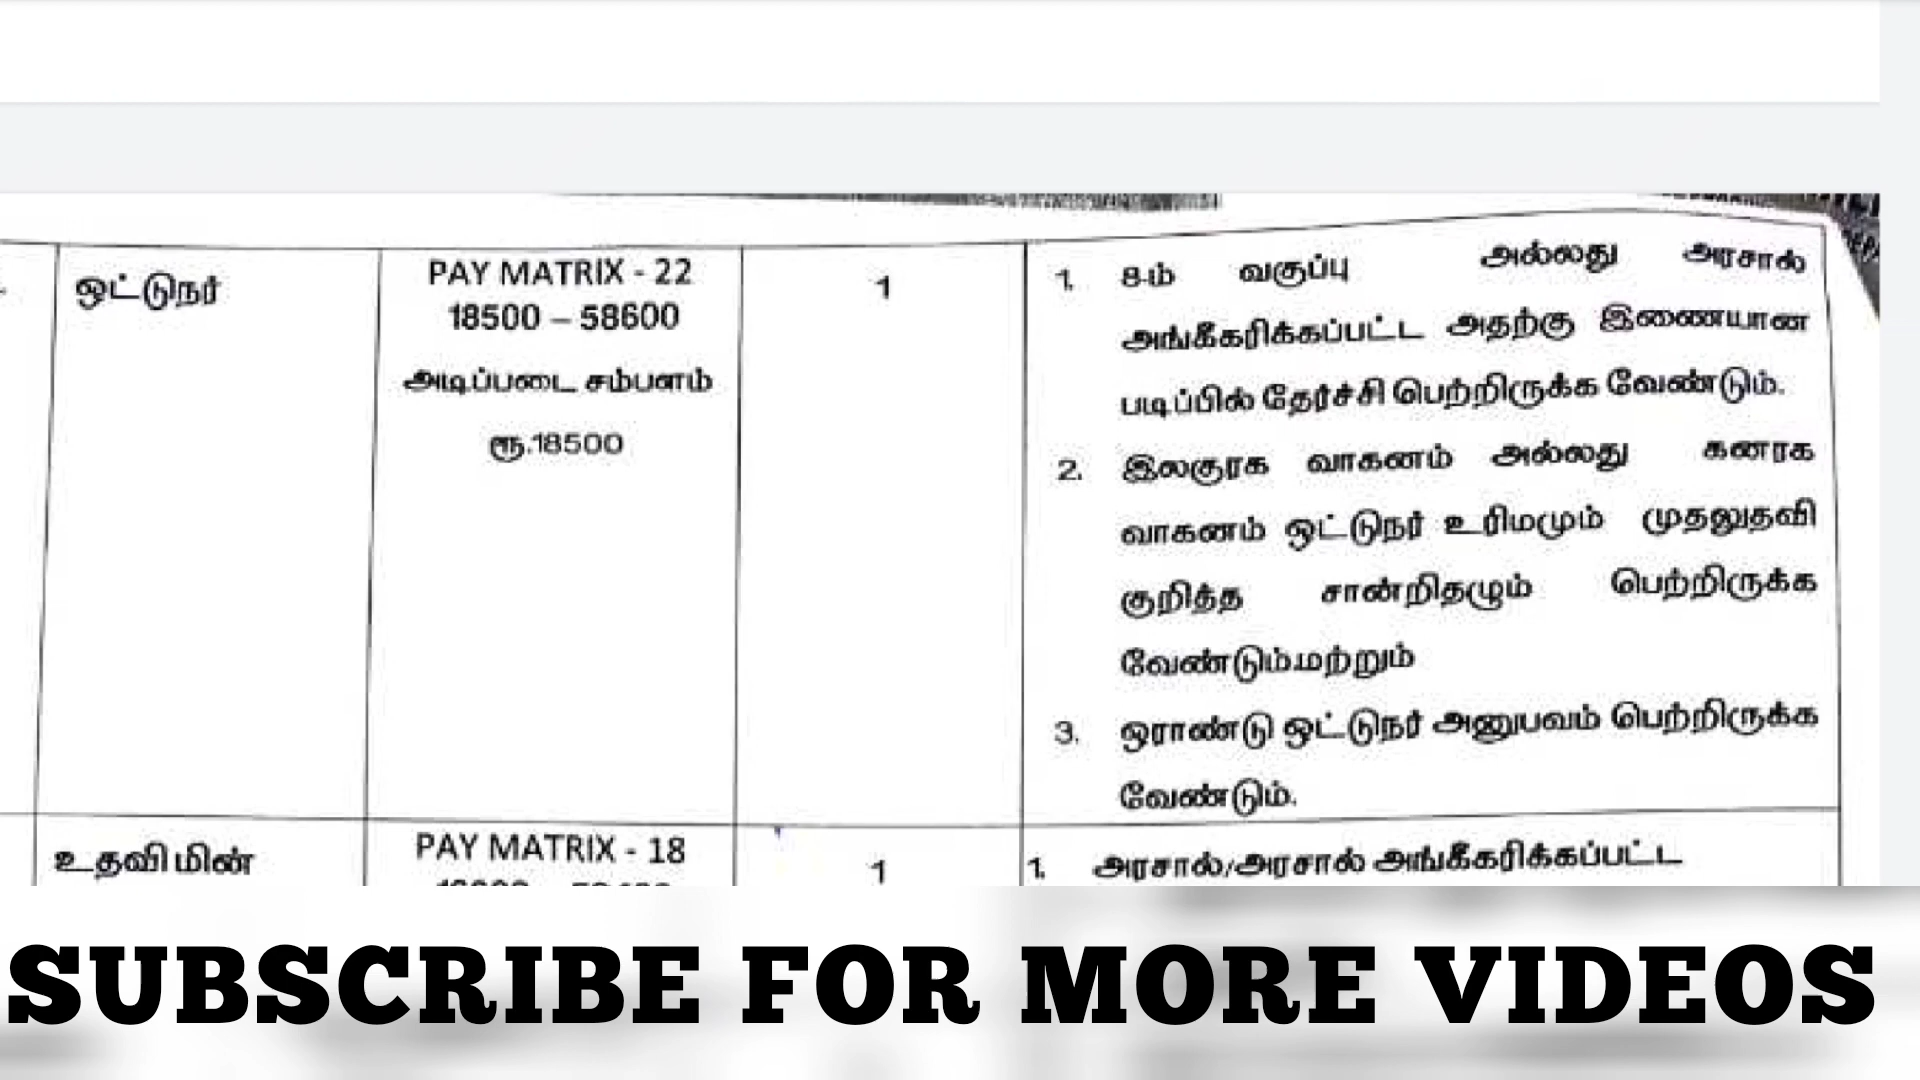 ஓட்டுநர்
PAY MATRIX - 22
18500 – 58600
அடிப்படை சம்பளம்
ரூ.18500
1
1. 8-ம் வகுப்பு அல்லது அரசால்
அங்கீகரிக்கப்பட்ட அதற்கு இணையான
படிப்பில் தேர்ச்சி பெற்றிருக்க வேண்டும்.
2. இலகுரக வாகனம் அல்லது கனரக
வாகனம் ஓட்டுநர் உரிமமும் முதலுதவி
குறித்த சான்றிதழும் பெற்றிருக்க
வேண்டும்.மற்றும்
3. ஓராண்டு ஓட்டுநர் அனுபவம் பெற்றிருக்க
வேண்டும்.
உதவி மின்
PAY MATRIX - 18
1
1. அரசால்/அரசால் அங்கீகரிக்கப்பட்ட
SUBSCRIBE FOR MORE VIDEOS